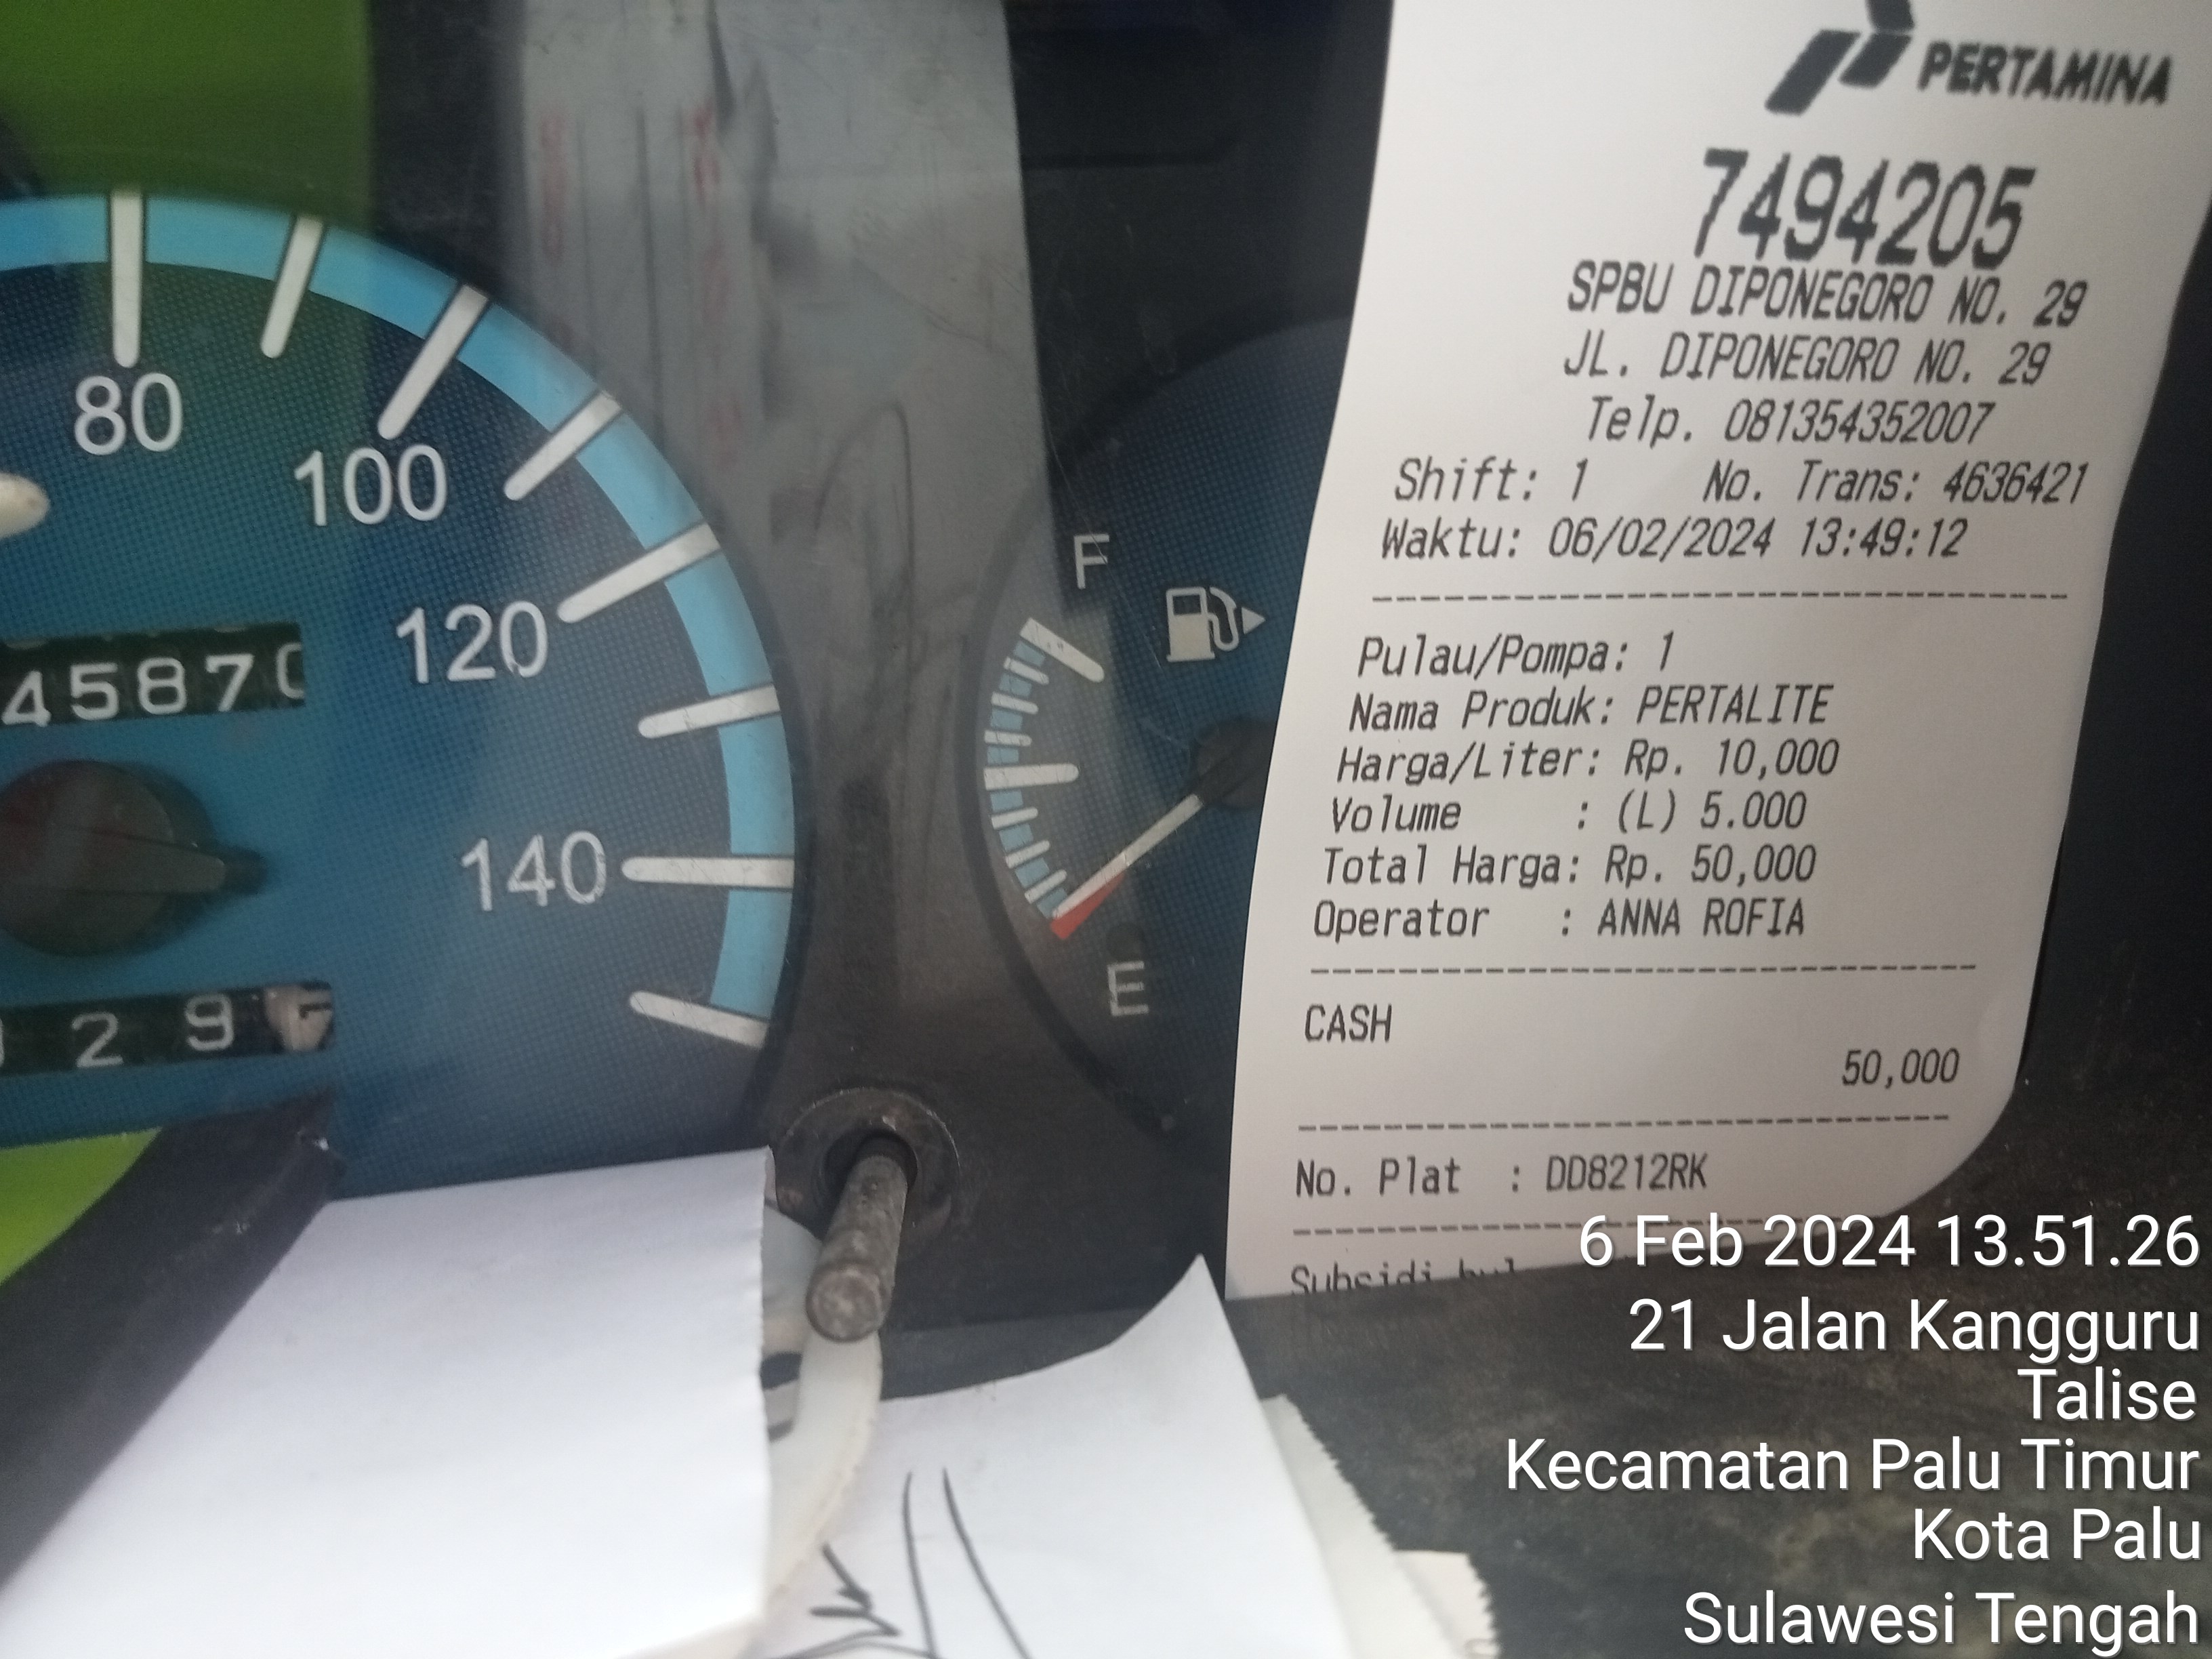 80
100
120
140
45870
29
F
E
PERTAMINA
7494205
SPBU DIPONEGORO NO. 29
JL. DIPONEGORO NO. 29
Telp. 081354352007
Shift: 1 No. Trans: 4636421
Waktu: 06/02/2024 13:49:12
Pulau/Pompa: 1
Nama Produk: PERTALITE
Harga/Liter: Rp. 10,000
Volume : (L) 5.000
Total Harga: Rp. 50,000
Operator : ANNA ROFIA
CASH
50,000
No. Plat : DD8212RK
Subsidi
6 Feb 2024 13.51.26
21 Jalan Kangguru
Talise
Kecamatan Palu Timur
Kota Palu
Sulawesi Tengah